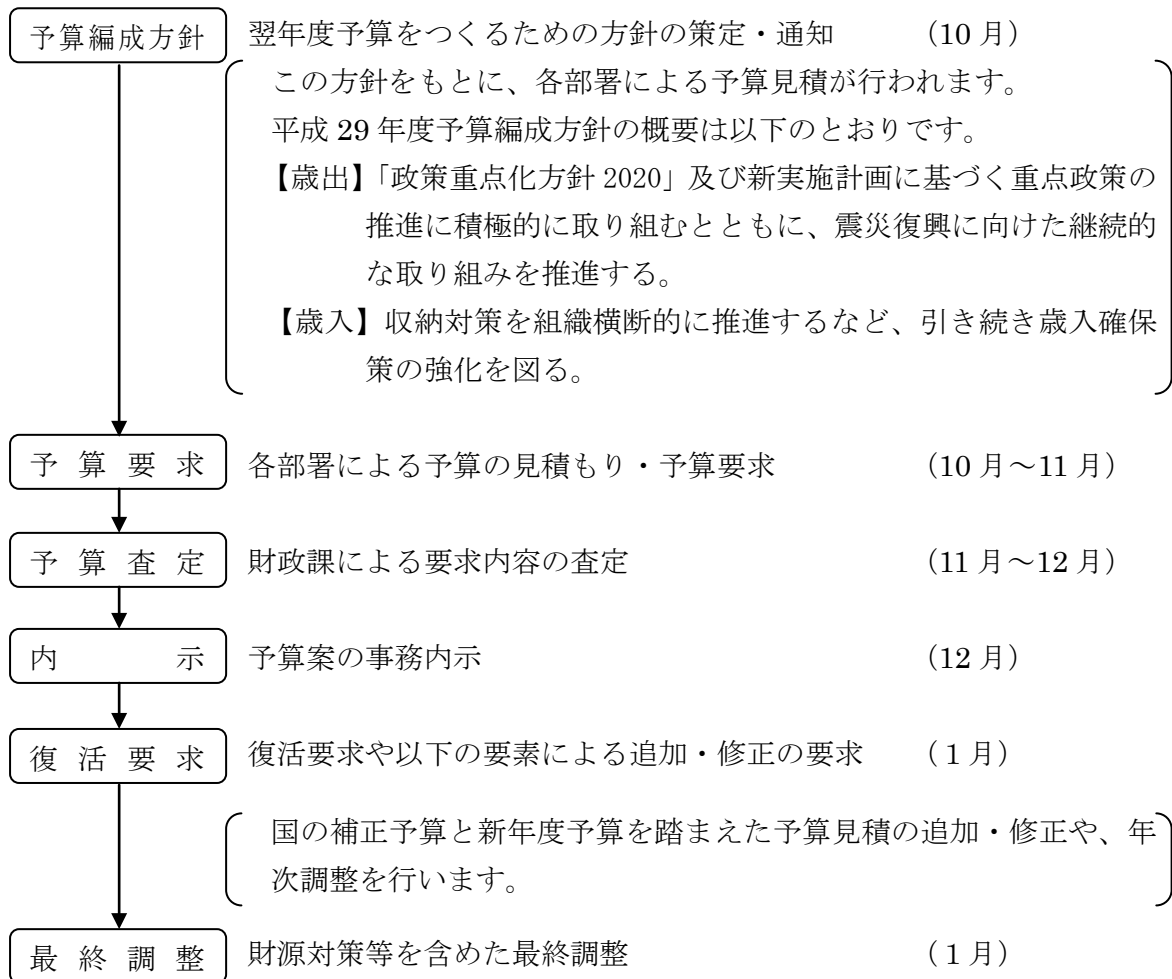 予算編成方針 翌年度予算をつくるための方針の策定・通知 （10月）
この方針をもとに、各部署による予算見積が行われます。
平成 29 年度予算編成方針の概要は以下のとおりです。
【歳出】「政策重点化方針 2020」及び新実施計画に基づく重点政策の
推進に積極的に取り組むとともに、震災復興に向けた継続的
な取り組みを推進する。
【歳入】収納対策を組織横断的に推進するなど、引き続き歳入確保
策の強化を図る。
予 算 要 求 各部署による予算の見積もり・予算要求 （10月～11月）
予 算 査 定 財政課による要求内容の査定 （11月～12月）
内 示 予算案の事務内示 （12月）
復 活 要 求 復活要求や以下の要素による追加・修正の要求 （１月）
国の補正予算と新年度予算を踏まえた予算見積の追加・修正や、年
次調整を行います。
最 終 調 整 財源対策等を含めた最終調整 （１月）